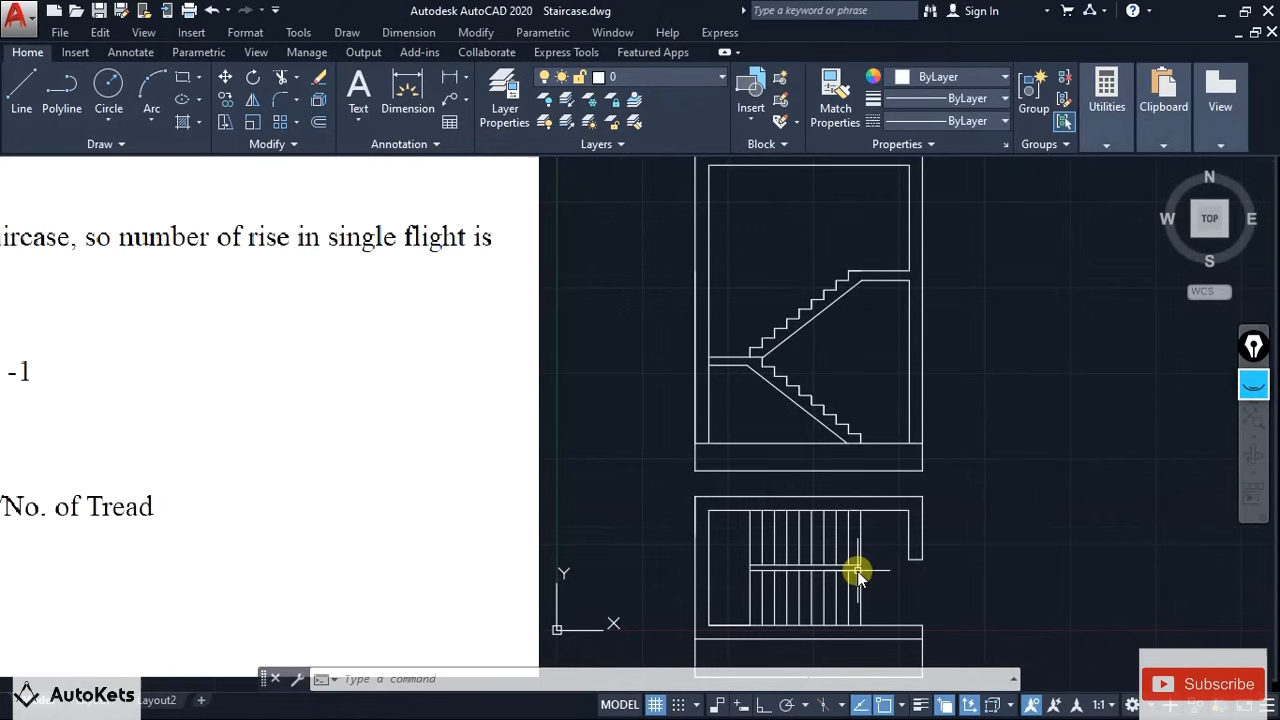 Autodesk AutoCAD 2020 Staircase.dwg
Type a keyword or phrase
Sign In
File Edit View Insert Format Tools Draw Dimension Modify Parametric Window Help Express
Home Insert Annotate Parametric View Manage Output Add-ins Collaborate Express Tools Featured Apps
Line Polyline Circle Arc
Draw
Modify
Text Dimension
Annotation
Layer Properties
0
Layers
Insert
Block
Match Properties
ByLayer
ByLayer
ByLayer
Properties
Group
Groups
Utilities
Clipboard
View
ircase, so number of rise in single flight is
-1
/No. of Tread
N
W TOP E
S
WCS
Y
X
Type a command
AutoKets
Layout2
MODEL
1:1
Subscribe